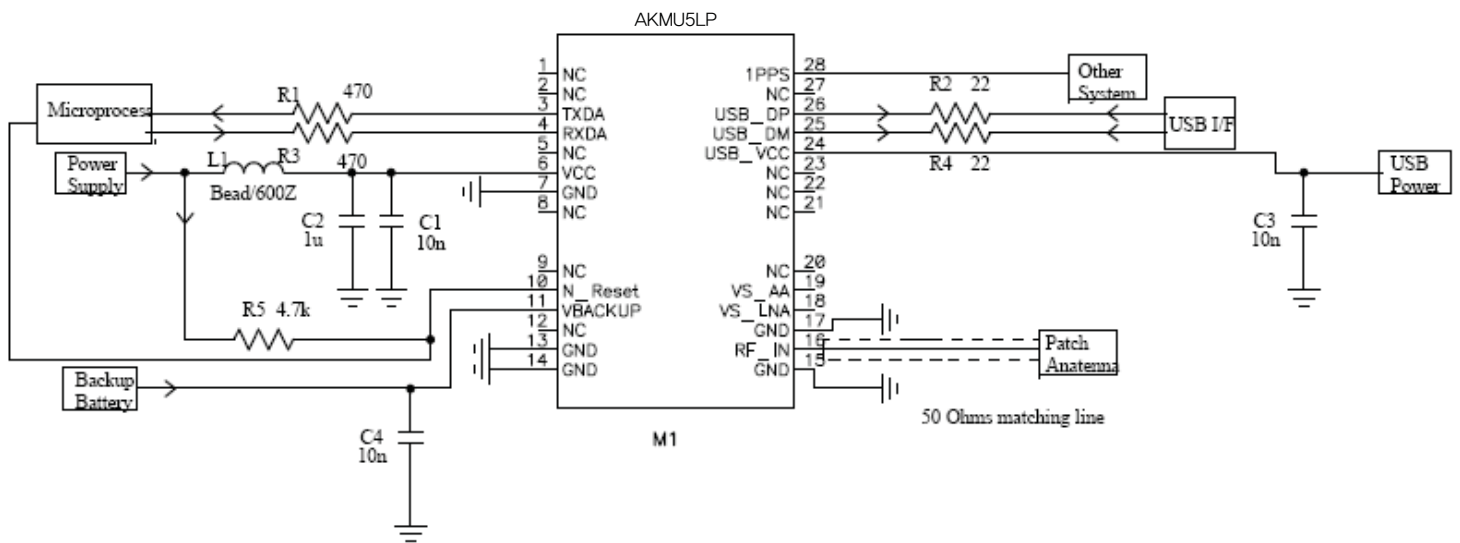 AKMU5LP
Microprocess
R1 470
R3 470
Power
Supply
L1
Bead/600Z
C2
1u
C1
10n
R5 4.7k
Backup
Battery
C4
10n
1 NC
2 NC
3 TXDA
4 RXDA
5 NC
6 VCC
7 GND
8 NC
9 NC
10 N_Reset
11 VBACKUP
12 NC
13 GND
14 GND
1PPS 28
NC 27
USB_DP 26
USB_DM 25
USB_VCC 24
NC 23
NC 22
NC 21
NC 20
VS_AA 19
VS_LNA 18
GND 17
RF_IN 16
GND 15
M1
Other
System
R2 22
USB I/F
R4 22
USB
Power
C3
10n
Patch
Anatenna
50 Ohms matching line